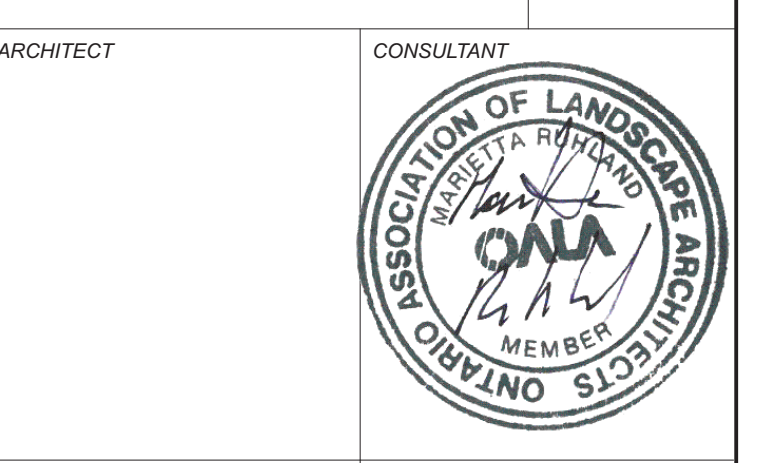 ARCHITECT
CONSULTANT
ONTARIO ASSOCIATION OF LANDSCAPE ARCHITECTS
MARIETTA RUHLAND
OALA
MEMBER